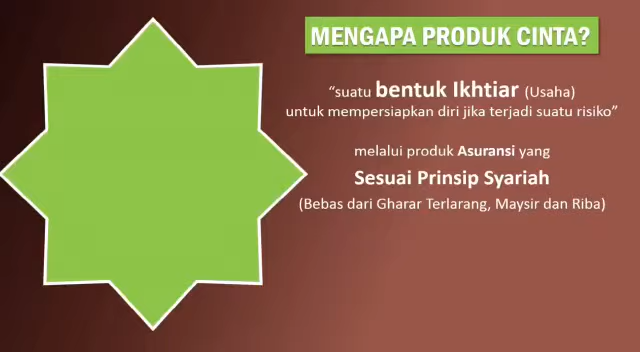 MENGAPA PRODUK CINTA?
“suatu bentuk Ikhtiar (Usaha)
untuk mempersiapkan diri jika terjadi suatu risiko”
melalui produk Asuransi yang
Sesuai Prinsip Syariah
(Bebas dari Gharar Terlarang, Maysir dan Riba)